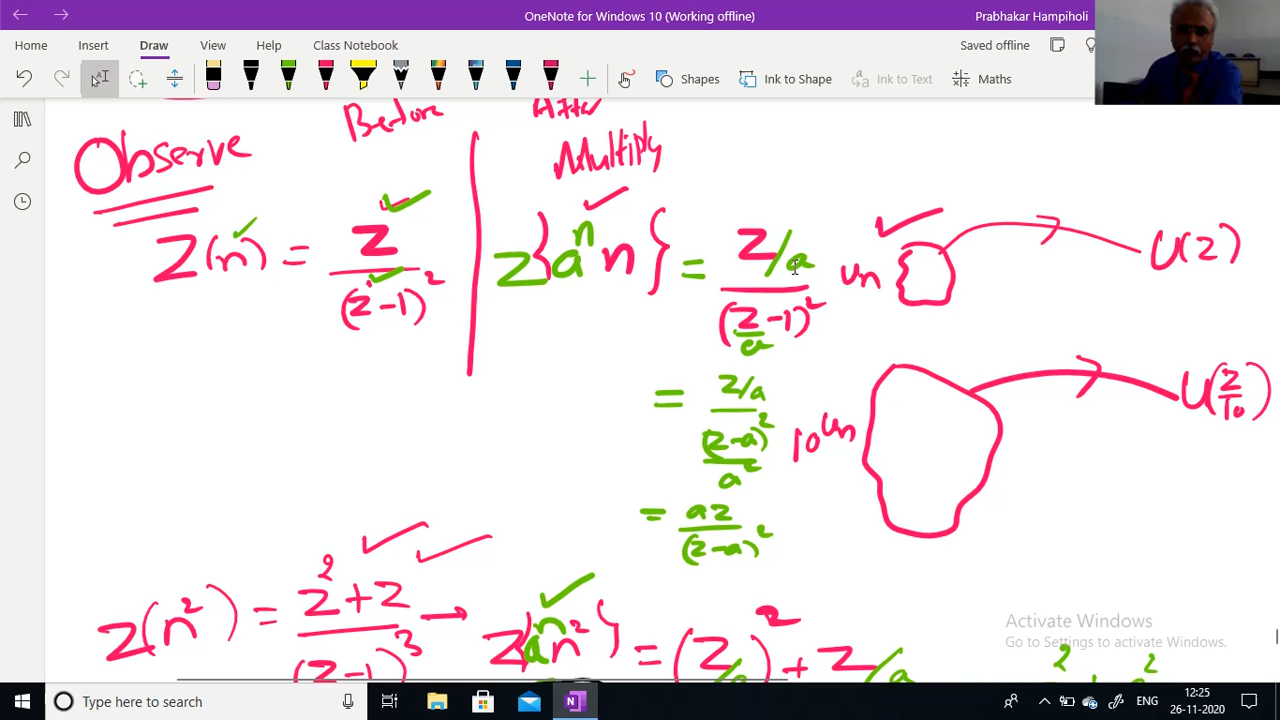 OneNote for Windows 10 (Working offline)
Prabhakar Hampiholi
Home Insert Draw View Help Class Notebook
Saved offline
Shapes
Ink to Shape
Ink to Text
Maths
Before
After
Observe
Multiply
Z(n) = z/(z-1)²
Z{aⁿn} = (z/a)/(z/a -1)²
un
U(z)
= (z/a)/((z-a)²/a²)
10 un
U(z/10)
= az/(z-a)²
Z(n²) = (z²+z)/(z-1)³ →
Z{aⁿn²} = (z/a)² + z/a
Activate Windows
Go to Settings to activate Windows.
Type here to search
ENG
12:25
26-11-2020